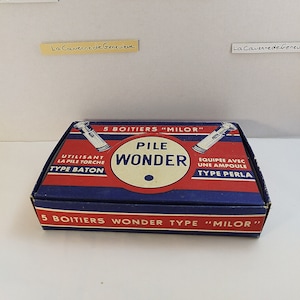 5 BOITIERS "MILOR"
PILE
WONDER
UTILISANT
LA PILE TORCHE
TYPE BATON
EQUIPÉE AVEC
UNE AMPOULE
TYPE PERLA
5 BOITIERS WONDER TYPE "MILOR"